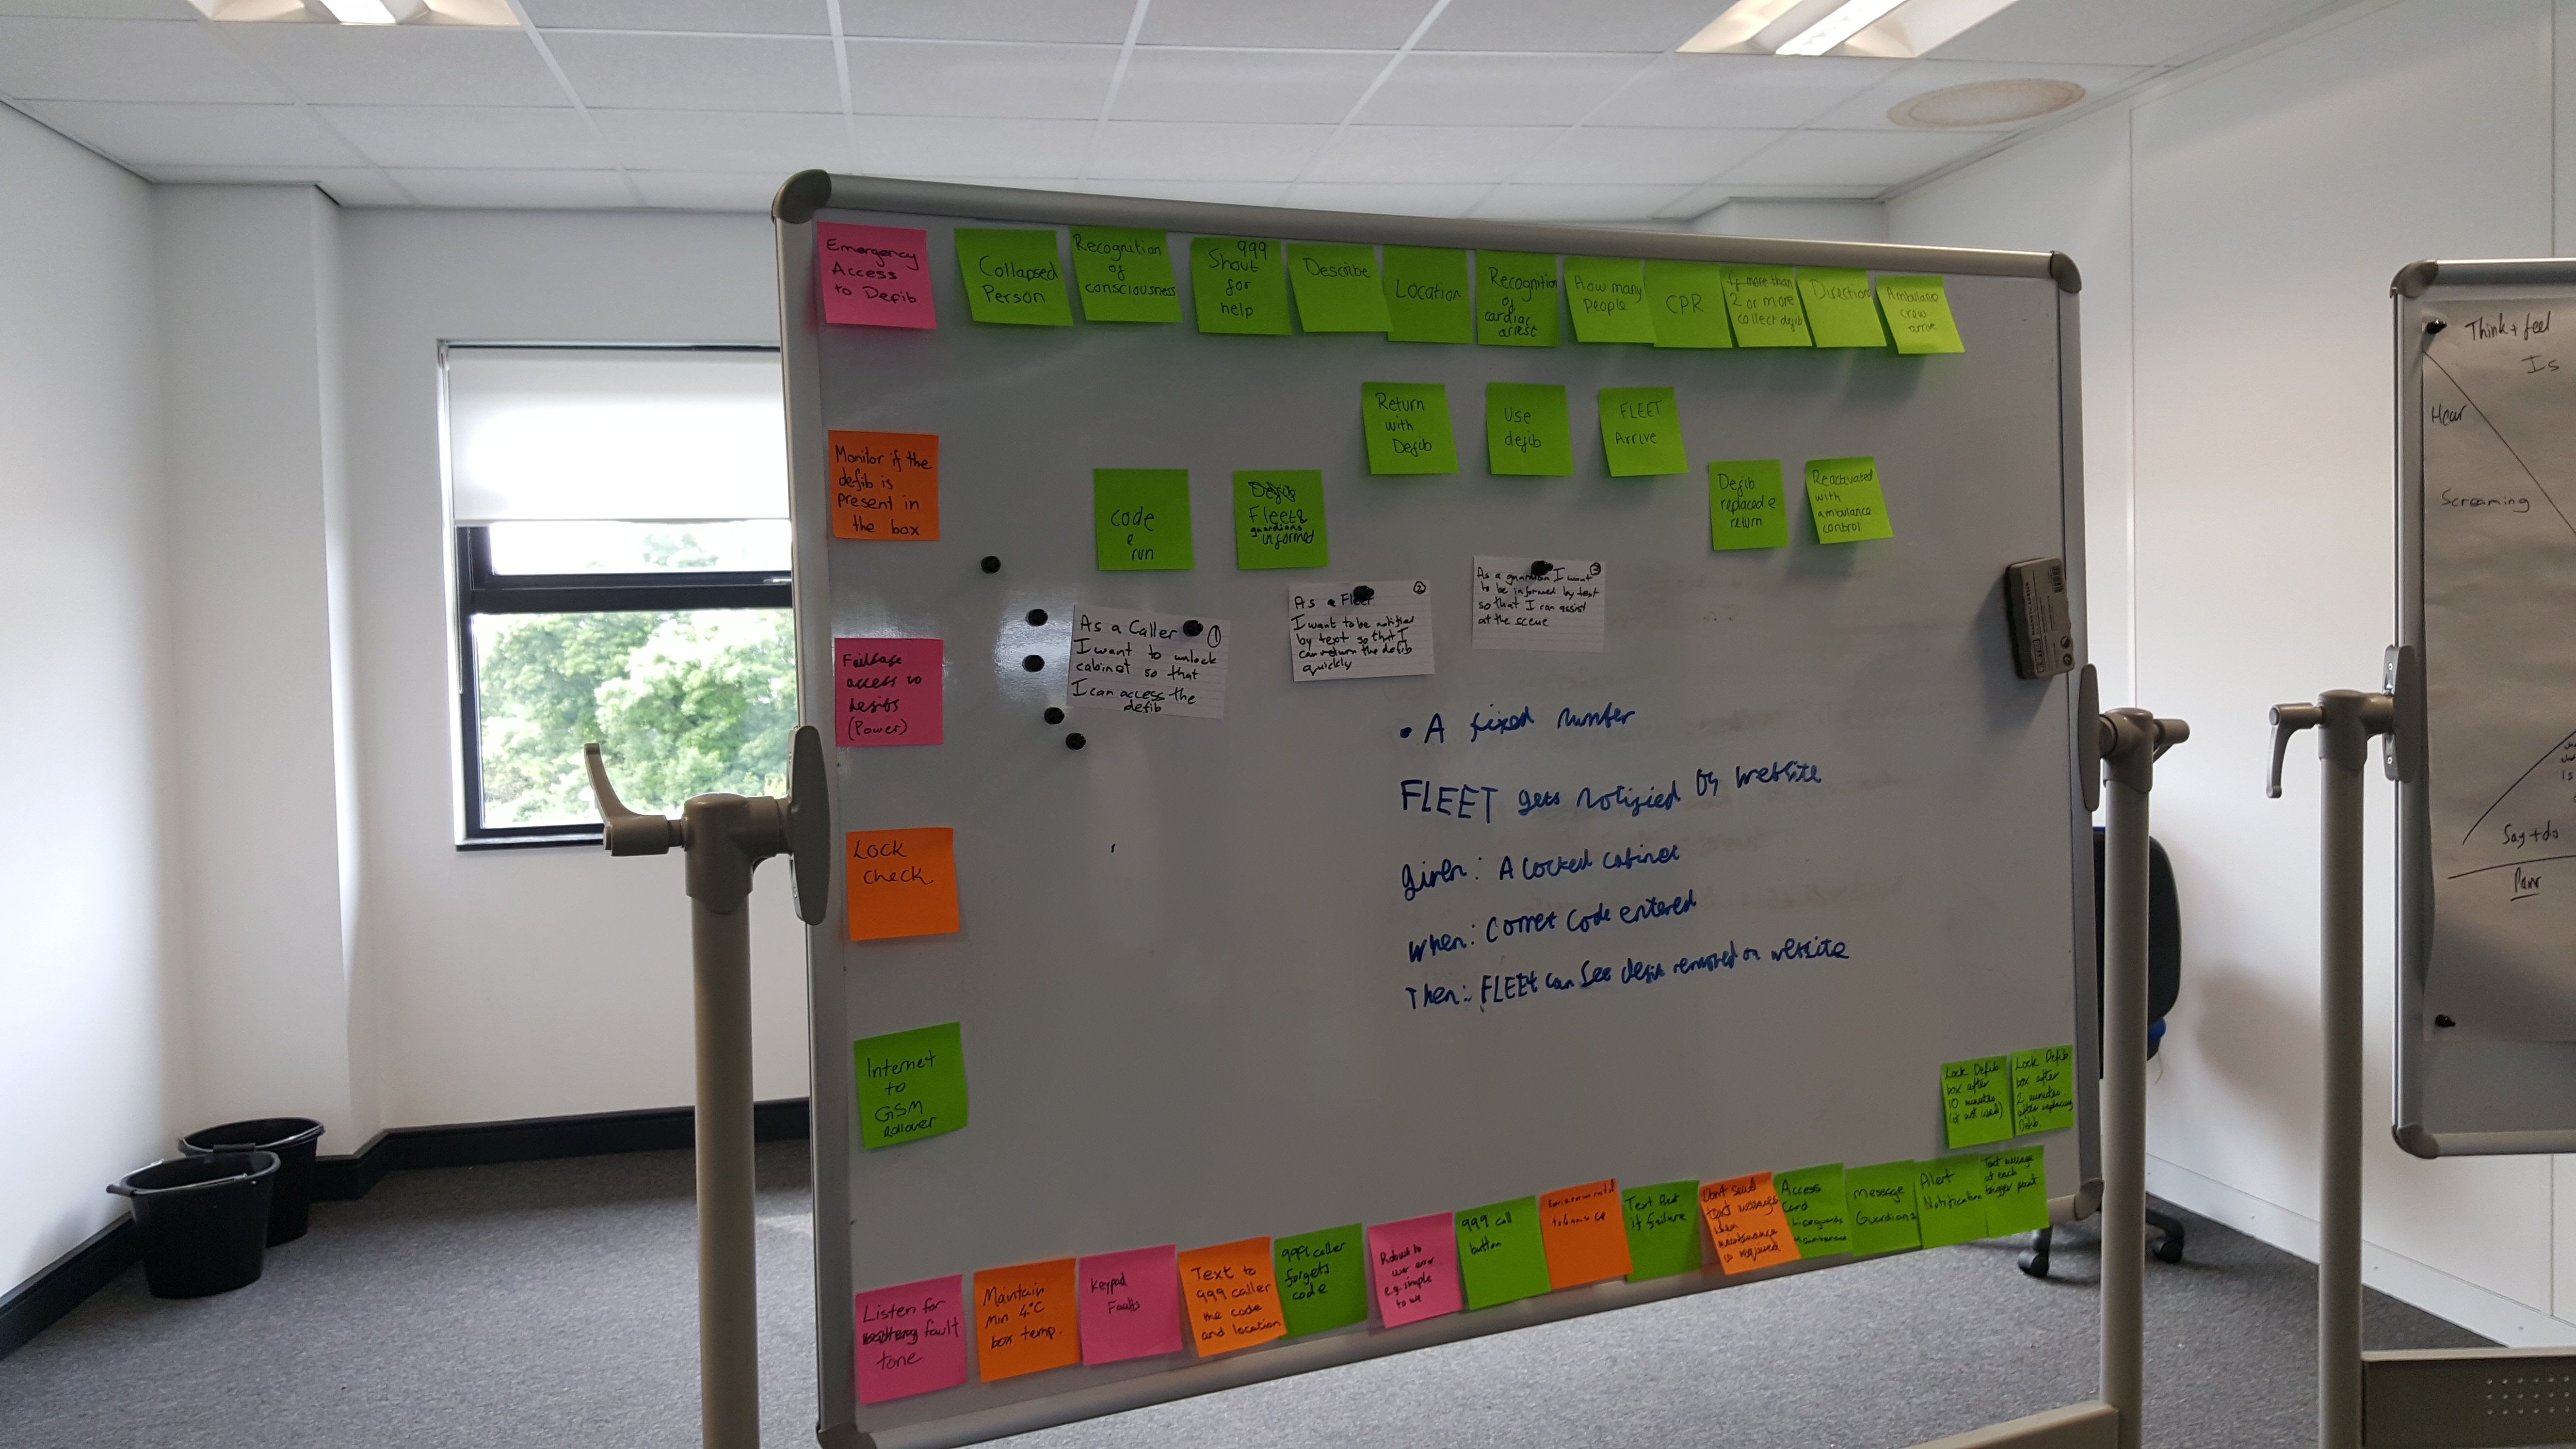 Emergency
Access
to Defib
Collapsed
Person
Recognition
of
consciousness
999
Shout
for
help
Describe
Location
Recognition
of
cardiac
arrest
How many
People
CPR
If more than
2 or more
collect defib
Direction
Ambulance
crew
arrive
Return
with
Defib
Use
defib
FLEET
Arrive
Monitor if the
defib is
present in
the box
code
&
run
Defib
Fleet &
guardians
informed
Defib
replaced &
return
Reactivated
with
ambulance
control
As a Caller
1
I want to unlock
cabinet so that
I can access the
defib
As a Fleet
2
I want to be notified
by text so that I
can return the defib
quickly
As a guardian I want
3
to be informed by text
so that I can assist
at the scene
Failsafe
access to
defibs
(Power)
• A fixed number
FLEET gets notified by website
given: A locked cabinet
when: Correct code entered
Then: FLEET can see defib removed on website
Lock
check
Internet
to
GSM
Rollover
Lock Defib
box after
10 minutes
(if not used)
Lock Defib
box after
2 minutes
after replacing
Defib.
Listen for
fault
tone
Maintain
Min 4°C
box temp.
Keypad
Faults
Text to
999 caller
the code
and location
999 caller
forgets
code
Robust to
user error
e.g. simple
to use
999 call
button
Environmental
tolerance
Text fleet
if failure
Dont send
text messages
when
maintenance
is required
Access
Card
Message
Guardians
Alert
Notification
Text message
at each
trigger point
Think + feel
Is
Hear
Screaming
Say + do
Pain